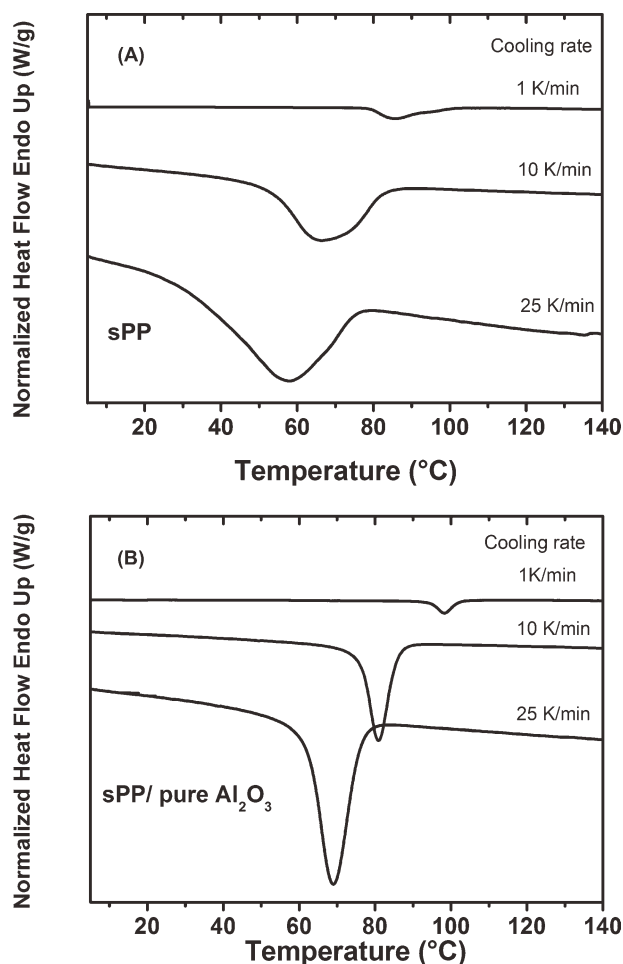 Normalized Heat Flow Endo Up (W/g)
(A)
Cooling rate
1 K/min
10 K/min
25 K/min
sPP
20 40 60 80 100 120 140
Temperature (°C)
Normalized Heat Flow Endo Up (W/g)
(B)
Cooling rate
1K/min
10 K/min
25 K/min
sPP/ pure Al₂O₃
20 40 60 70 80 100 120 140
Temperature (°C)